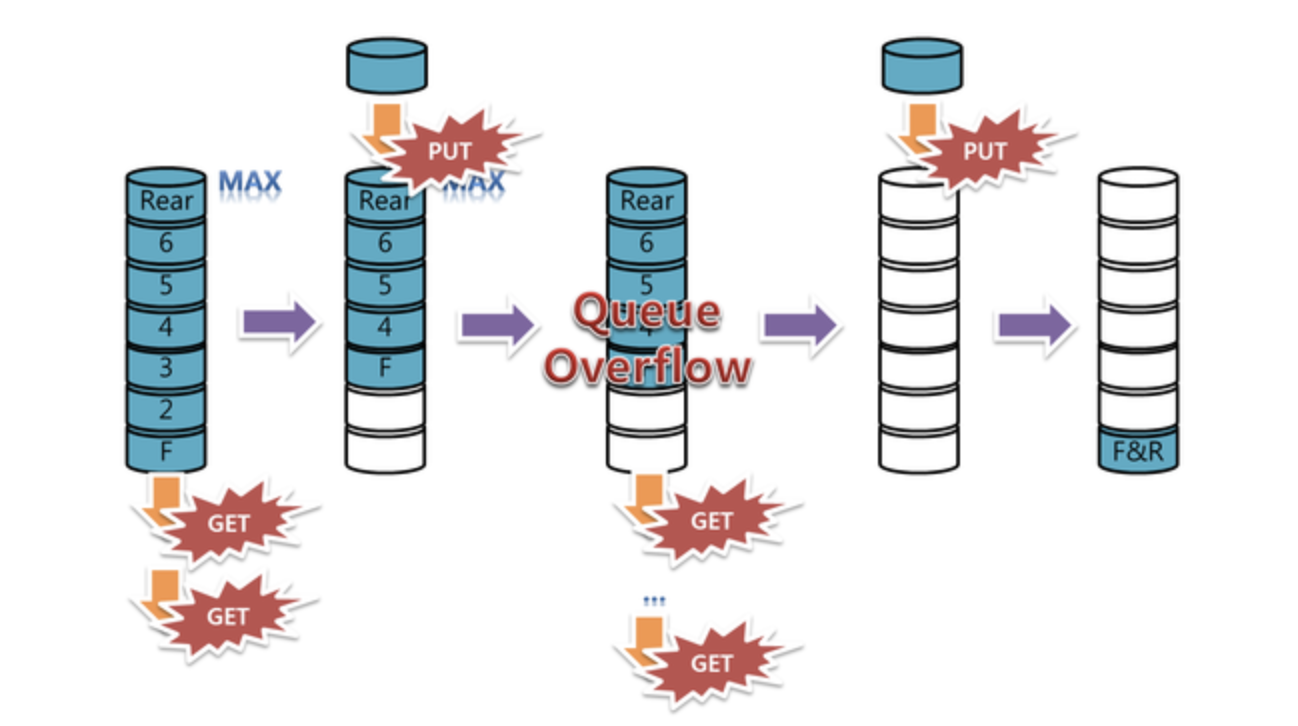 PUT
PUT
Rear
MAX
Rear
MAX
Rear
6
6
6
5
5
5
4
4
4
Queue
Overflow
3
F
2
F
F&R
GET
GET
GET
...
GET